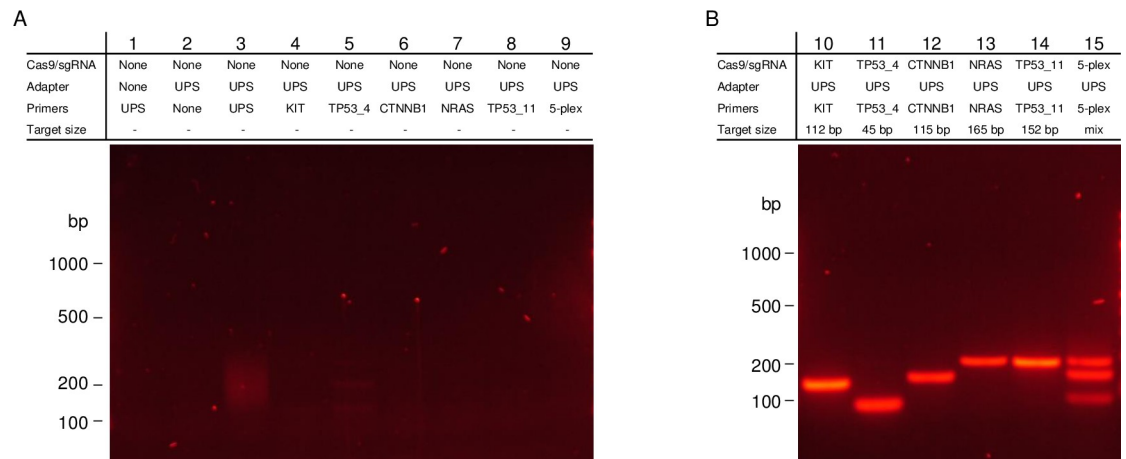 A
1 2 3 4 5 6 7 8 9
Cas9/sgRNA None None None None None None None None None
Adapter None UPS UPS UPS UPS UPS UPS UPS UPS
Primers UPS None UPS KIT TP53_4 CTNNB1 NRAS TP53_11 5-plex
Target size - - - - - - - - -
bp
1000
500
200
100
B
10 11 12 13 14 15
Cas9/sgRNA KIT TP53_4 CTNNB1 NRAS TP53_11 5-plex
Adapter UPS UPS UPS UPS UPS UPS
Primers KIT TP53_4 CTNNB1 NRAS TP53_11 5-plex
Target size 112 bp 45 bp 115 bp 165 bp 152 bp mix
bp
1000
500
200
100